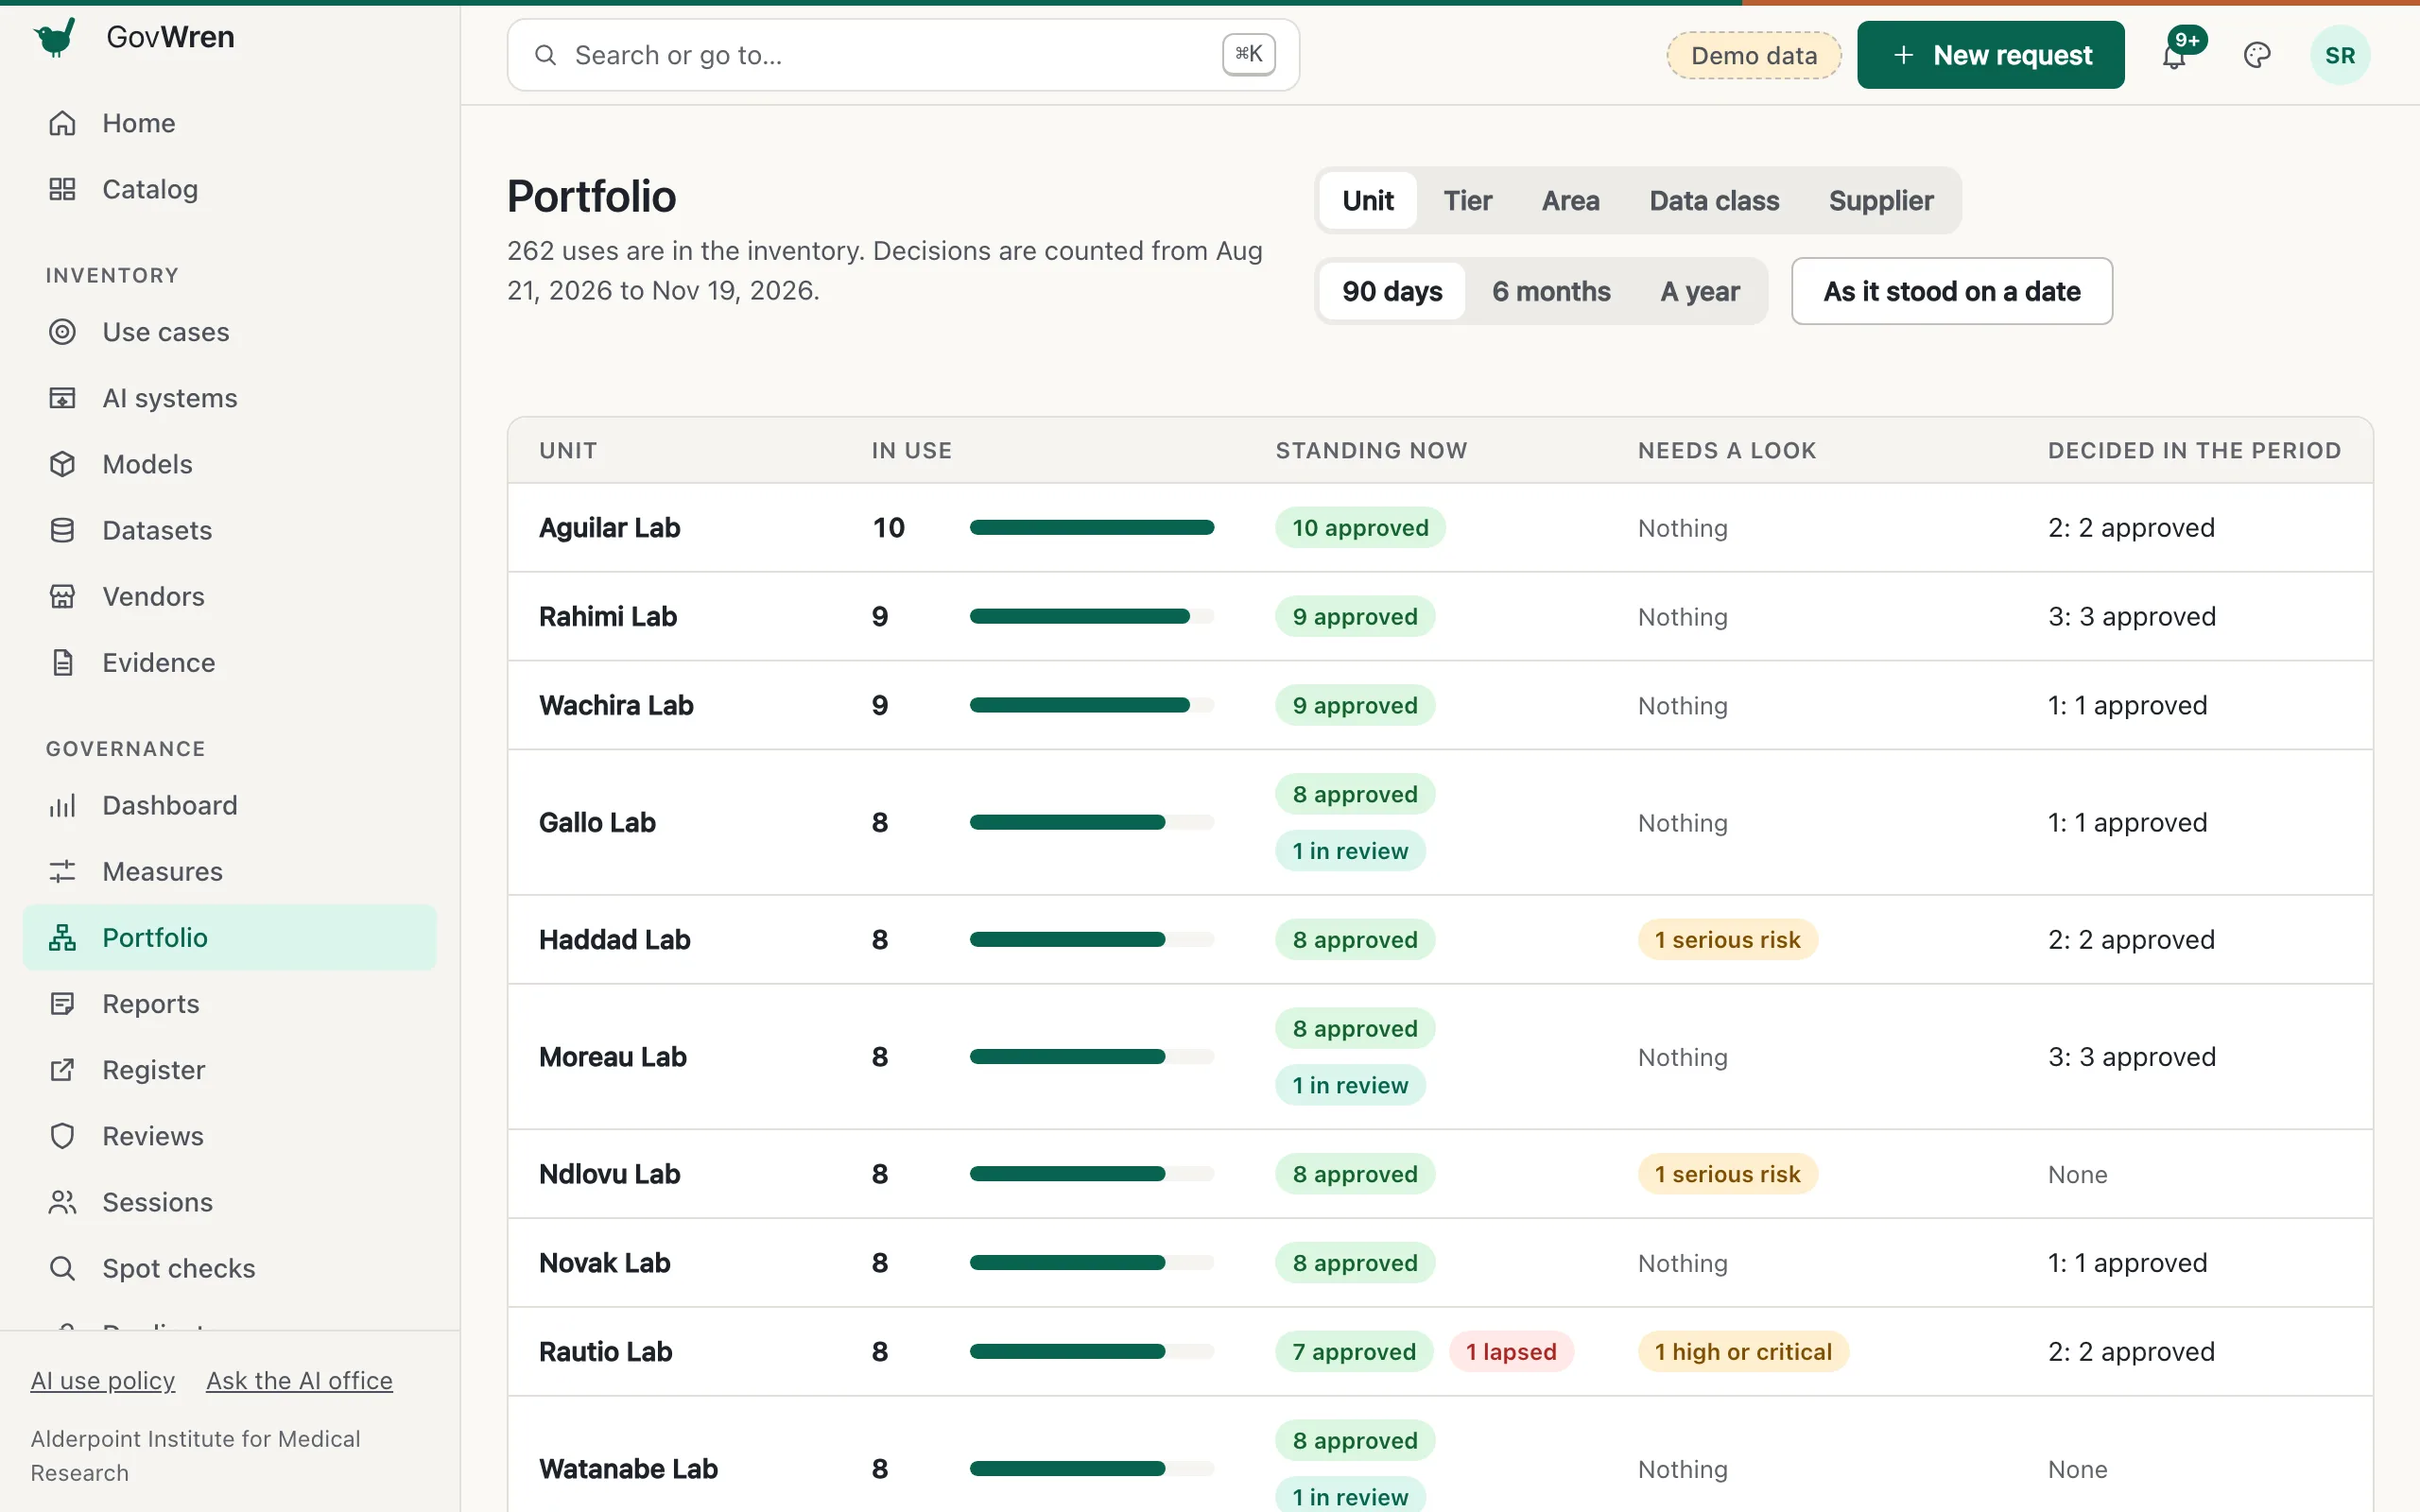 GovWren
Search or go to...
⌘K
Demo data
+ New request
9+
SR
Home
Catalog
INVENTORY
Use cases
AI systems
Models
Datasets
Vendors
Evidence
GOVERNANCE
Dashboard
Measures
Portfolio
Reports
Register
Reviews
Sessions
Spot checks
AI use policy Ask the AI office
Alderpoint Institute for Medical
Research
Portfolio
262 uses are in the inventory. Decisions are counted from Aug
21, 2026 to Nov 19, 2026.
Unit Tier Area Data class Supplier
90 days 6 months A year As it stood on a date
UNIT IN USE STANDING NOW NEEDS A LOOK DECIDED IN THE PERIOD
Aguilar Lab 10 10 approved Nothing 2: 2 approved
Rahimi Lab 9 9 approved Nothing 3: 3 approved
Wachira Lab 9 9 approved Nothing 1: 1 approved
Gallo Lab 8 8 approved Nothing 1: 1 approved
1 in review
Haddad Lab 8 8 approved 1 serious risk 2: 2 approved
Moreau Lab 8 8 approved Nothing 3: 3 approved
1 in review
Ndlovu Lab 8 8 approved 1 serious risk None
Novak Lab 8 8 approved Nothing 1: 1 approved
Rautio Lab 8 7 approved 1 lapsed 1 high or critical 2: 2 approved
Watanabe Lab 8 8 approved Nothing None
1 in review